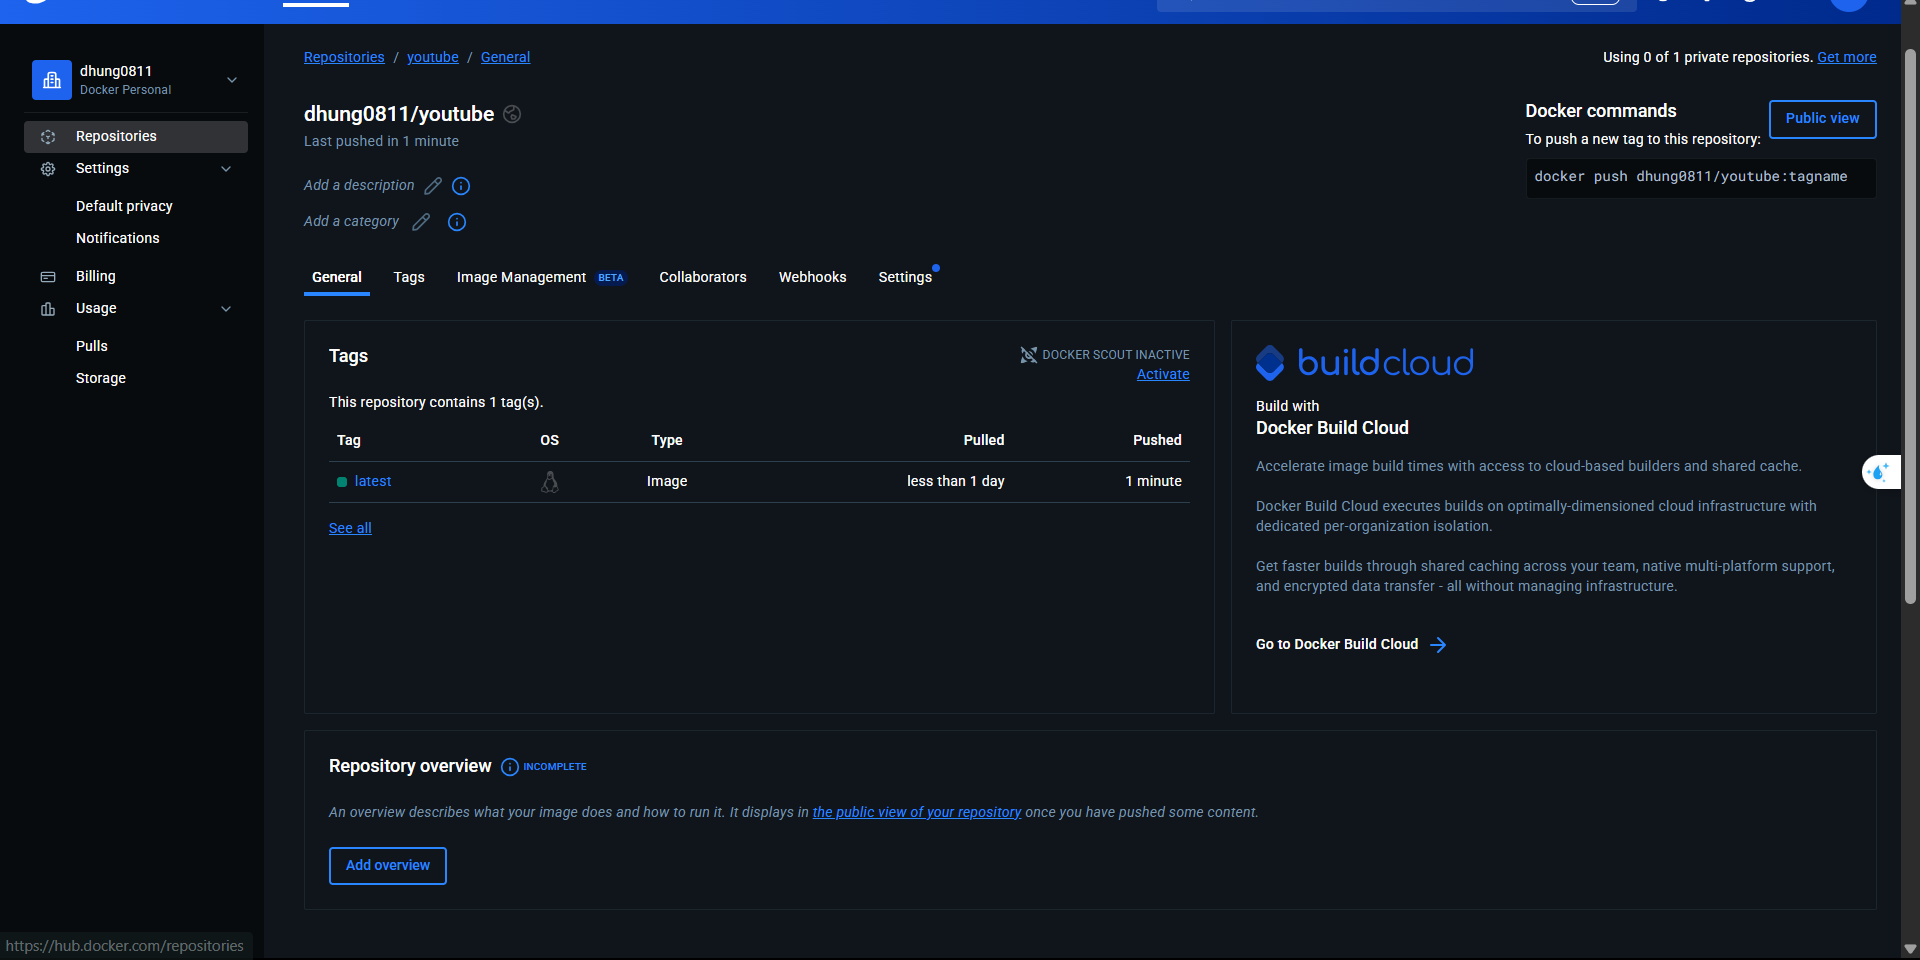 dhung0811
Docker Personal
Repositories
Settings
Default privacy
Notifications
Billing
Usage
Pulls
Storage
Repositories / youtube / General
Using 0 of 1 private repositories. Get more
dhung0811/youtube
Last pushed in 1 minute
Add a description
Add a category
Docker commands
Public view
To push a new tag to this repository:
docker push dhung0811/youtube:tagname
General Tags Image Management BETA Collaborators Webhooks Settings
Tags
DOCKER SCOUT INACTIVE
Activate
This repository contains 1 tag(s).
Tag OS Type Pulled Pushed
latest Image less than 1 day 1 minute
See all
buildcloud
Build with
Docker Build Cloud
Accelerate image build times with access to cloud-based builders and shared cache.
Docker Build Cloud executes builds on optimally-dimensioned cloud infrastructure with
dedicated per-organization isolation.
Get faster builds through shared caching across your team, native multi-platform support,
and encrypted data transfer - all without managing infrastructure.
Go to Docker Build Cloud
Repository overview INCOMPLETE
An overview describes what your image does and how to run it. It displays in the public view of your repository once you have pushed some content.
Add overview
https://hub.docker.com/repositories